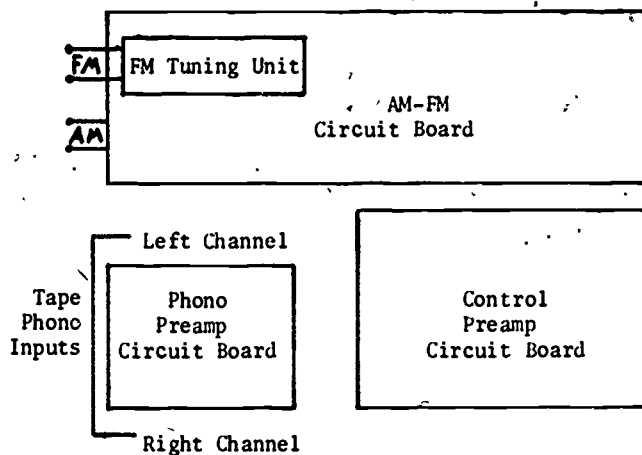 FM
FM Tuning Unit
AM-FM
Circuit Board
AM
Left Channel
Tape
Phono
Inputs
Phono
Preamp
Circuit Board
Control
Preamp
Circuit Board
Right Channel